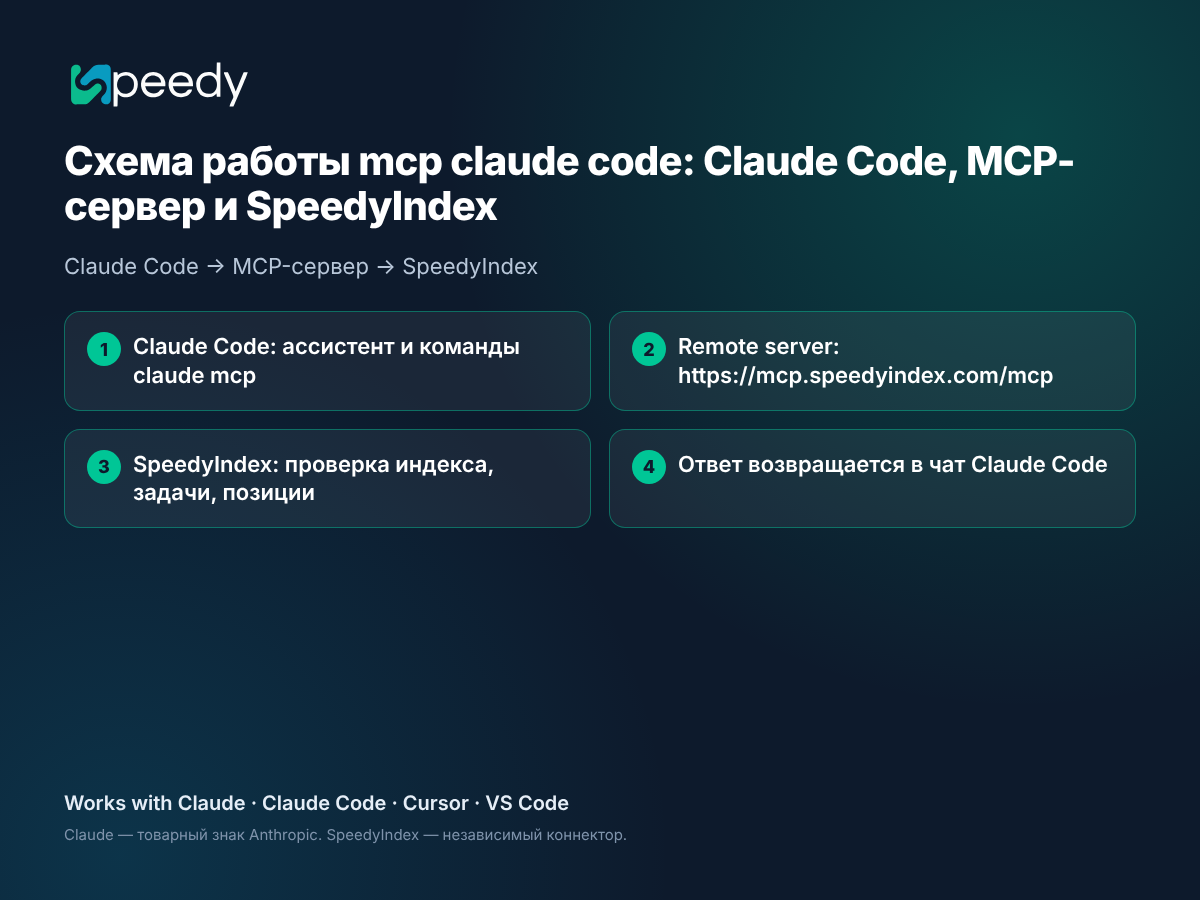 Speedy
Схема работы mcp claude code: Claude Code, MCP-
сервер и SpeedyIndex
Claude Code → MCP-сервер → SpeedyIndex
1 Claude Code: ассистент и команды
claude mcp
2 Remote server:
https://mcp.speedyindex.com/mcp
3 SpeedyIndex: проверка индекса,
задачи, позиции
4 Ответ возвращается в чат Claude Code
Works with Claude · Claude Code · Cursor · VS Code
Claude — товарный знак Anthropic. SpeedyIndex — независимый коннектор.